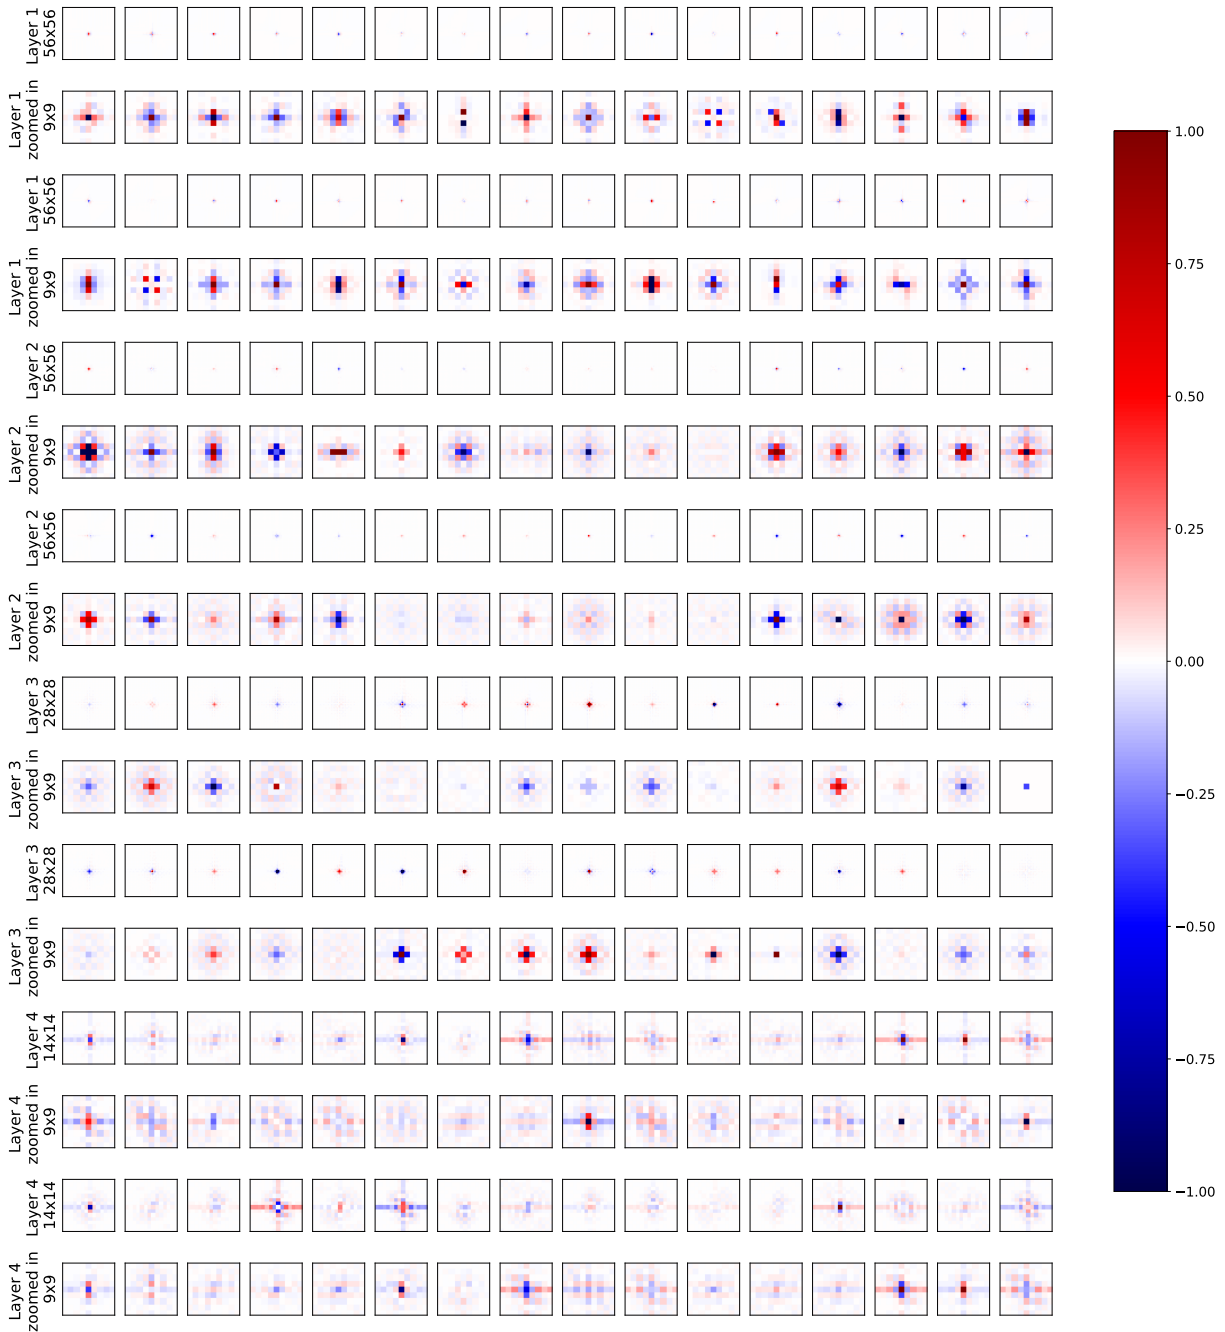 Layer 1
56x56
Layer 1
zoomed in
9x9
Layer 1
56x56
Layer 1
zoomed in
9x9
Layer 2
56x56
Layer 2
zoomed in
9x9
Layer 2
56x56
Layer 2
zoomed in
9x9
Layer 3
28x28
Layer 3
zoomed in
9x9
Layer 3
28x28
Layer 3
zoomed in
9x9
Layer 4
14x14
Layer 4
zoomed in
9x9
Layer 4
14x14
Layer 4
zoomed in
9x9
1.00
0.75
0.50
0.25
0.00
−0.25
−0.50
−0.75
−1.00